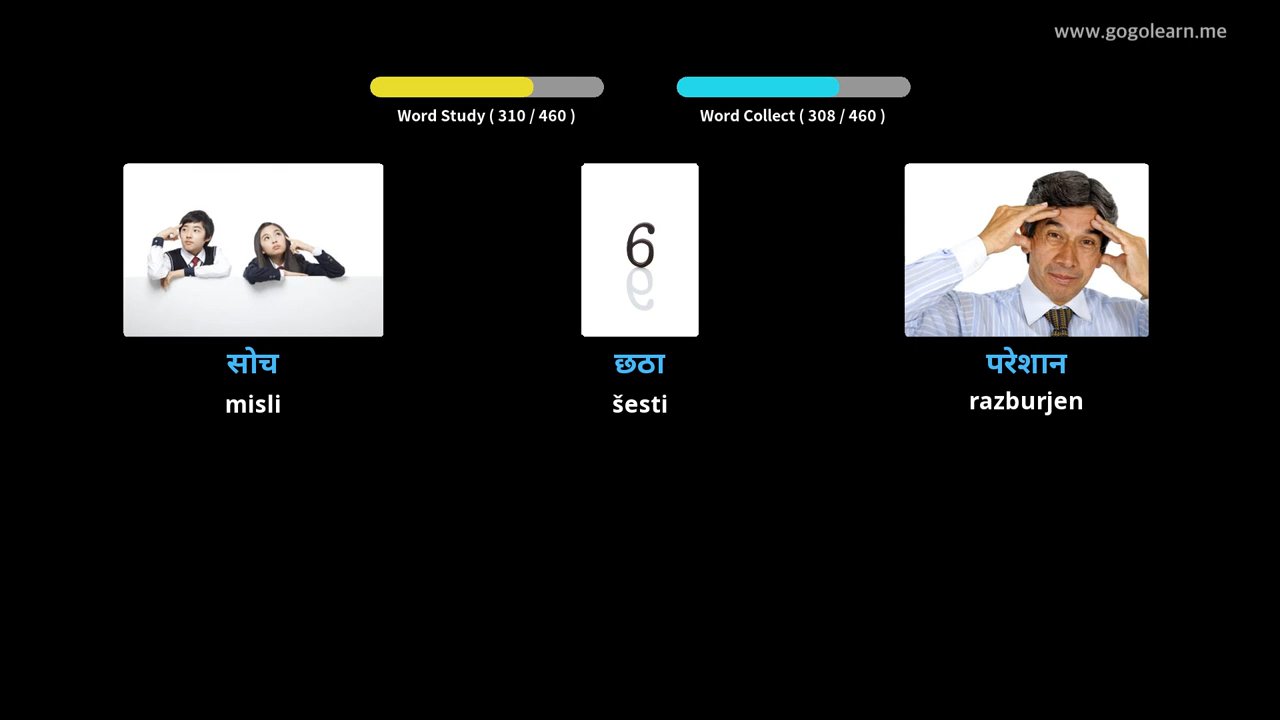 www.gogolearn.me
Word Study ( 310 / 460 )
Word Collect ( 308 / 460 )
6
सोच
छठा
परेशान
misli
šesti
razburjen